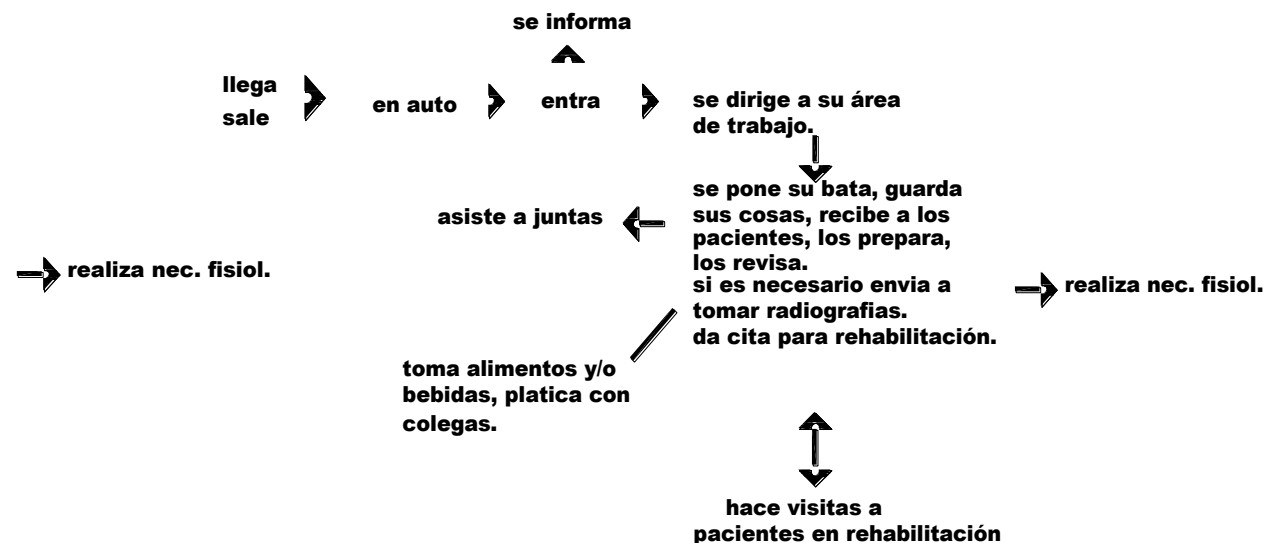 se informa
llega
sale
en auto
entra
se dirige a su área
de trabajo.
se pone su bata, guarda
sus cosas, recibe a los
pacientes, los prepara,
los revisa.
si es necesario envia a
tomar radiografias.
da cita para rehabilitación.
asiste a juntas
realiza nec. fisiol.
realiza nec. fisiol.
toma alimentos y/o
bebidas, platica con
colegas.
hace visitas a
pacientes en rehabilitación